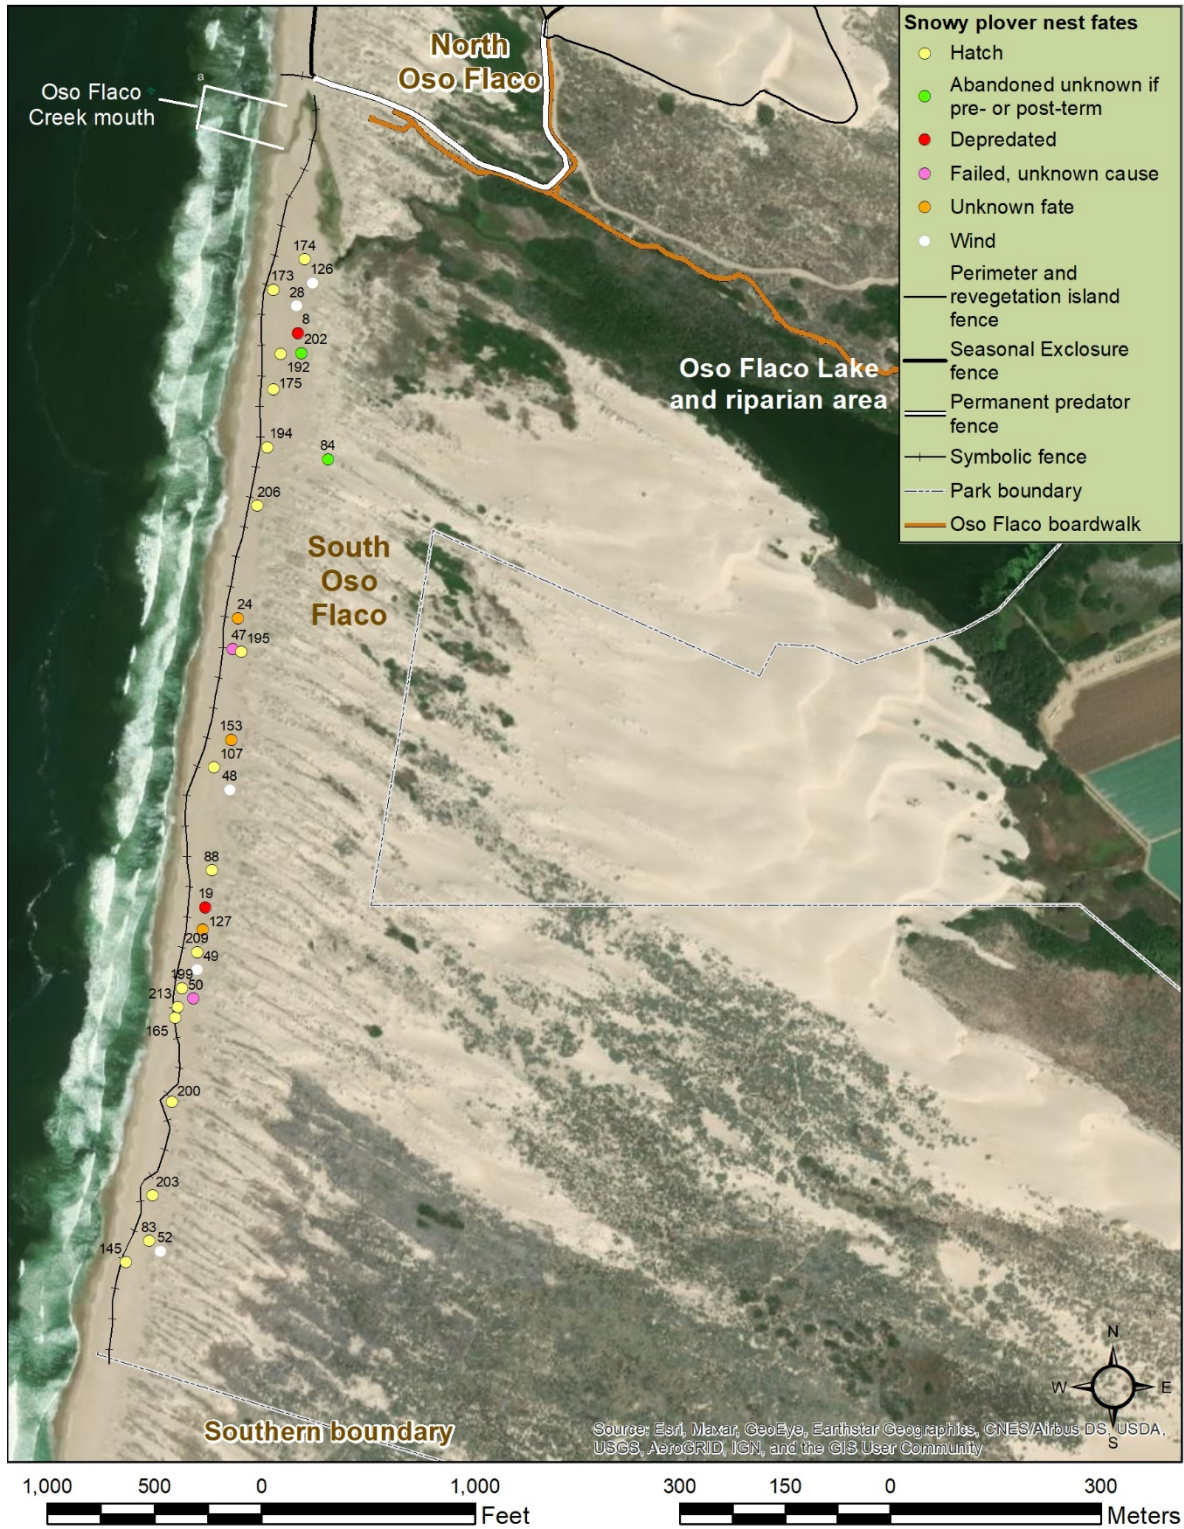 North
Oso Flaco
a
Oso Flaco
Creek mouth
Snowy plover nest fates
Hatch
Abandoned unknown if
pre- or post-term
Depredated
Failed, unknown cause
Unknown fate
Wind
Perimeter and
revegetation island
fence
Seasonal Exclosure
fence
Permanent predator
fence
Symbolic fence
Park boundary
Oso Flaco boardwalk
174
126
173
28
8
202
192
175
Oso Flaco Lake
and riparian area
194
84
206
South
Oso
Flaco
24
47
195
153
107
48
88
19
127
209
49
199
50
213
165
200
203
83
52
145
N
W
E
S
Southern boundary
Source: Esri, Maxar, GeoEye, Earthstar Geographics, CNES/Airbus DS, USDA,
USGS, AeroGRID, IGN, and the GIS User Community
1,000 500 0 1,000
Feet
300 150 0 300
Meters